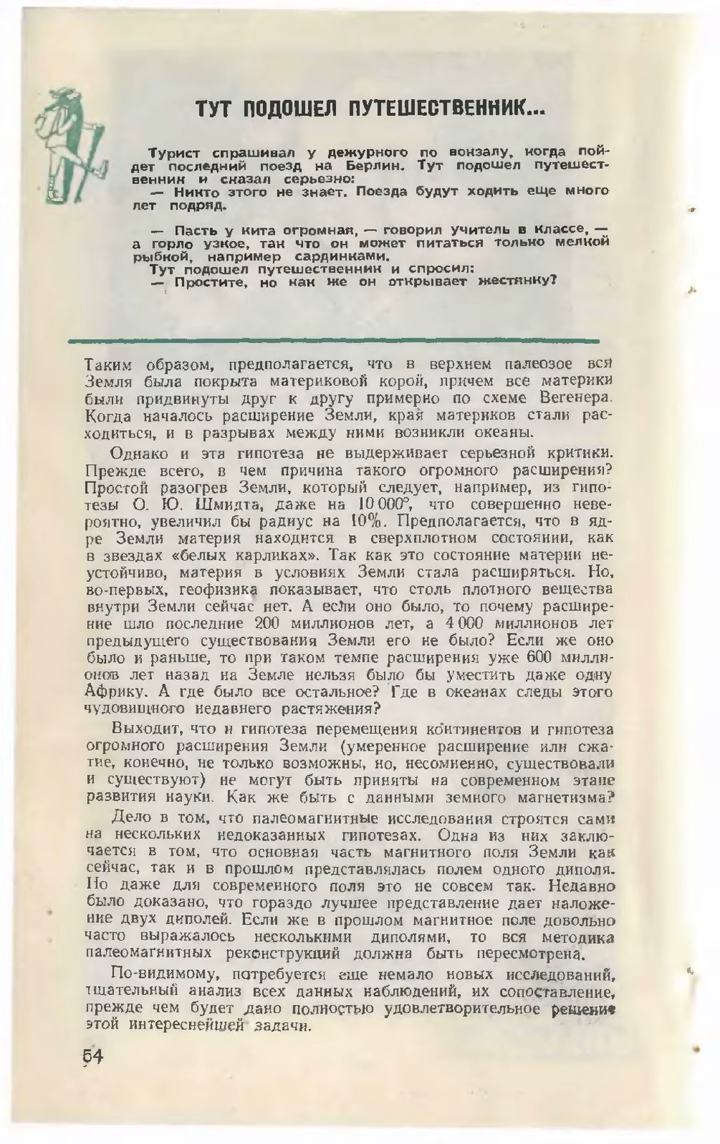 ТУТ ПОДОШЕЛ ПУТЕШЕСТВЕННИК...
Турист спрашивал у дежурного по вокзалу, когда пой-
дет последний поезд на Берлин. Тут подошел путешест-
венник и сказал серьезно:
— Никто этого не знает. Поезда будут ходить еще много
лет подряд.
— Пасть у кита огромная, — говорил учитель в классе, —
а горло узкое, так что он может питаться только мелкой
рыбкой, например сардинками.
Тут подошел путешественник и спросил:
— Простите, но как же он открывает жестянку?
Таким образом, предполагается, что в верхнем палеозое вся
Земля была покрыта материковой корой, причем все материки
были придвинуты друг к другу примерно по схеме Вегенера.
Когда началось расширение Земли, края материков стали рас-
ходиться, и в разрывах между ними возникли океаны.
Однако и эта гипотеза не выдерживает серьезной критики.
Прежде всего, в чем причина такого огромного расширения?
Простой разогрев Земли, который следует, например, из гипо-
тезы О. Ю. Шмидта, даже на 10 000°, что совершенно неве-
роятно, увеличил бы радиус на 10%. Предполагается, что в яд-
ре Земли материя находится в сверхплотном состоянии, как
в звездах «белых карликах». Так как это состояние материи не-
устойчиво, материя в условиях Земли стала расширяться. Но,
во-первых, геофизика показывает, что столь плотного вещества
внутри Земли сейчас нет. А если оно было, то почему расшире-
ние шло последние 200 миллионов лет, а 4 000 миллионов лет
предыдущего существования Земли его не было? Если же оно
было и раньше, то при таком темпе расширения уже 600 милли-
онов лет назад на Земле нельзя было бы уместить даже одну
Африку. А где было все остальное? Где в океанах следы этого
чудовищного недавнего растяжения?
Выходит, что и гипотеза перемещения континентов и гипотеза
огромного расширения Земли (умеренное расширение или сжа-
тие, конечно, не только возможны, но, несомненно, существовали
и существуют) не могут быть приняты на современном этапе
развития науки. Как же быть с данными земного магнетизма?
Дело в том, что палеомагнитные исследования строятся сами
на нескольких недоказанных гипотезах. Одна из них заклю-
чается в том, что основная часть магнитного поля Земли как
сейчас, так и в прошлом представлялась полем одного диполя.
Но даже для современного поля это не совсем так. Недавно
было доказано, что гораздо лучшее представление дает наложе-
ние двух диполей. Если же в прошлом магнитное поле довольно
часто выражалось несколькими диполями, то вся методика
палеомагнитных реконструкций должна быть пересмотрена.
По-видимому, потребуется еще немало новых исследований,
тщательный анализ всех данных наблюдений, их сопоставление,
прежде чем будет дано полностью удовлетворительное решение
этой интереснейшей задачи.
54